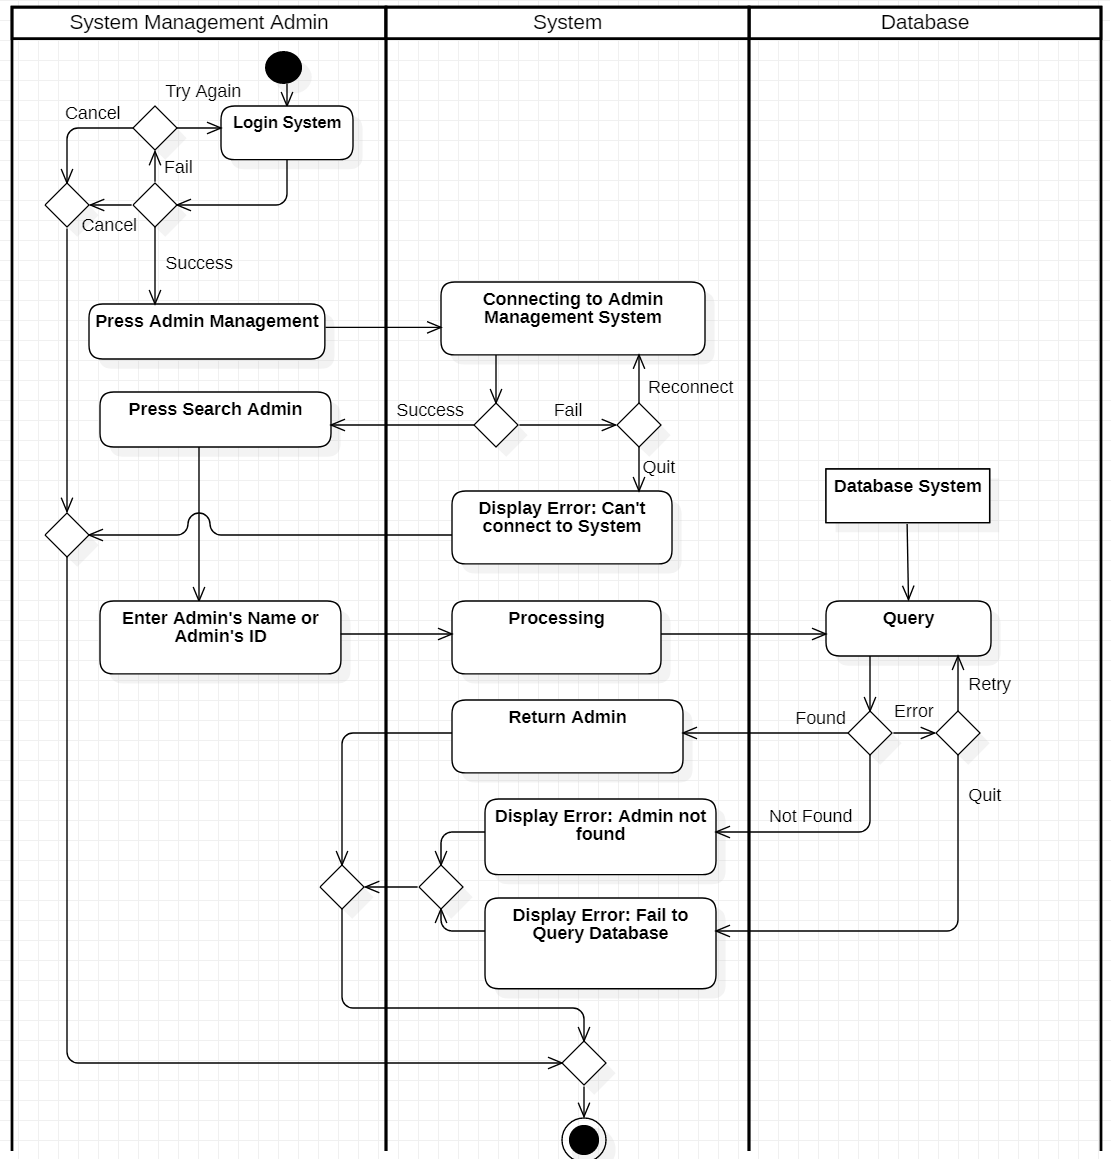 System Management Admin
System
Database
Try Again
Cancel
Login System
Fail
Cancel
Success
Press Admin Management
Connecting to Admin
Management System
Reconnect
Press Search Admin
Success
Fail
Quit
Display Error: Can't
connect to System
Database System
Enter Admin's Name or
Admin's ID
Processing
Query
Retry
Return Admin
Found
Error
Quit
Display Error: Admin not
found
Not Found
Display Error: Fail to
Query Database